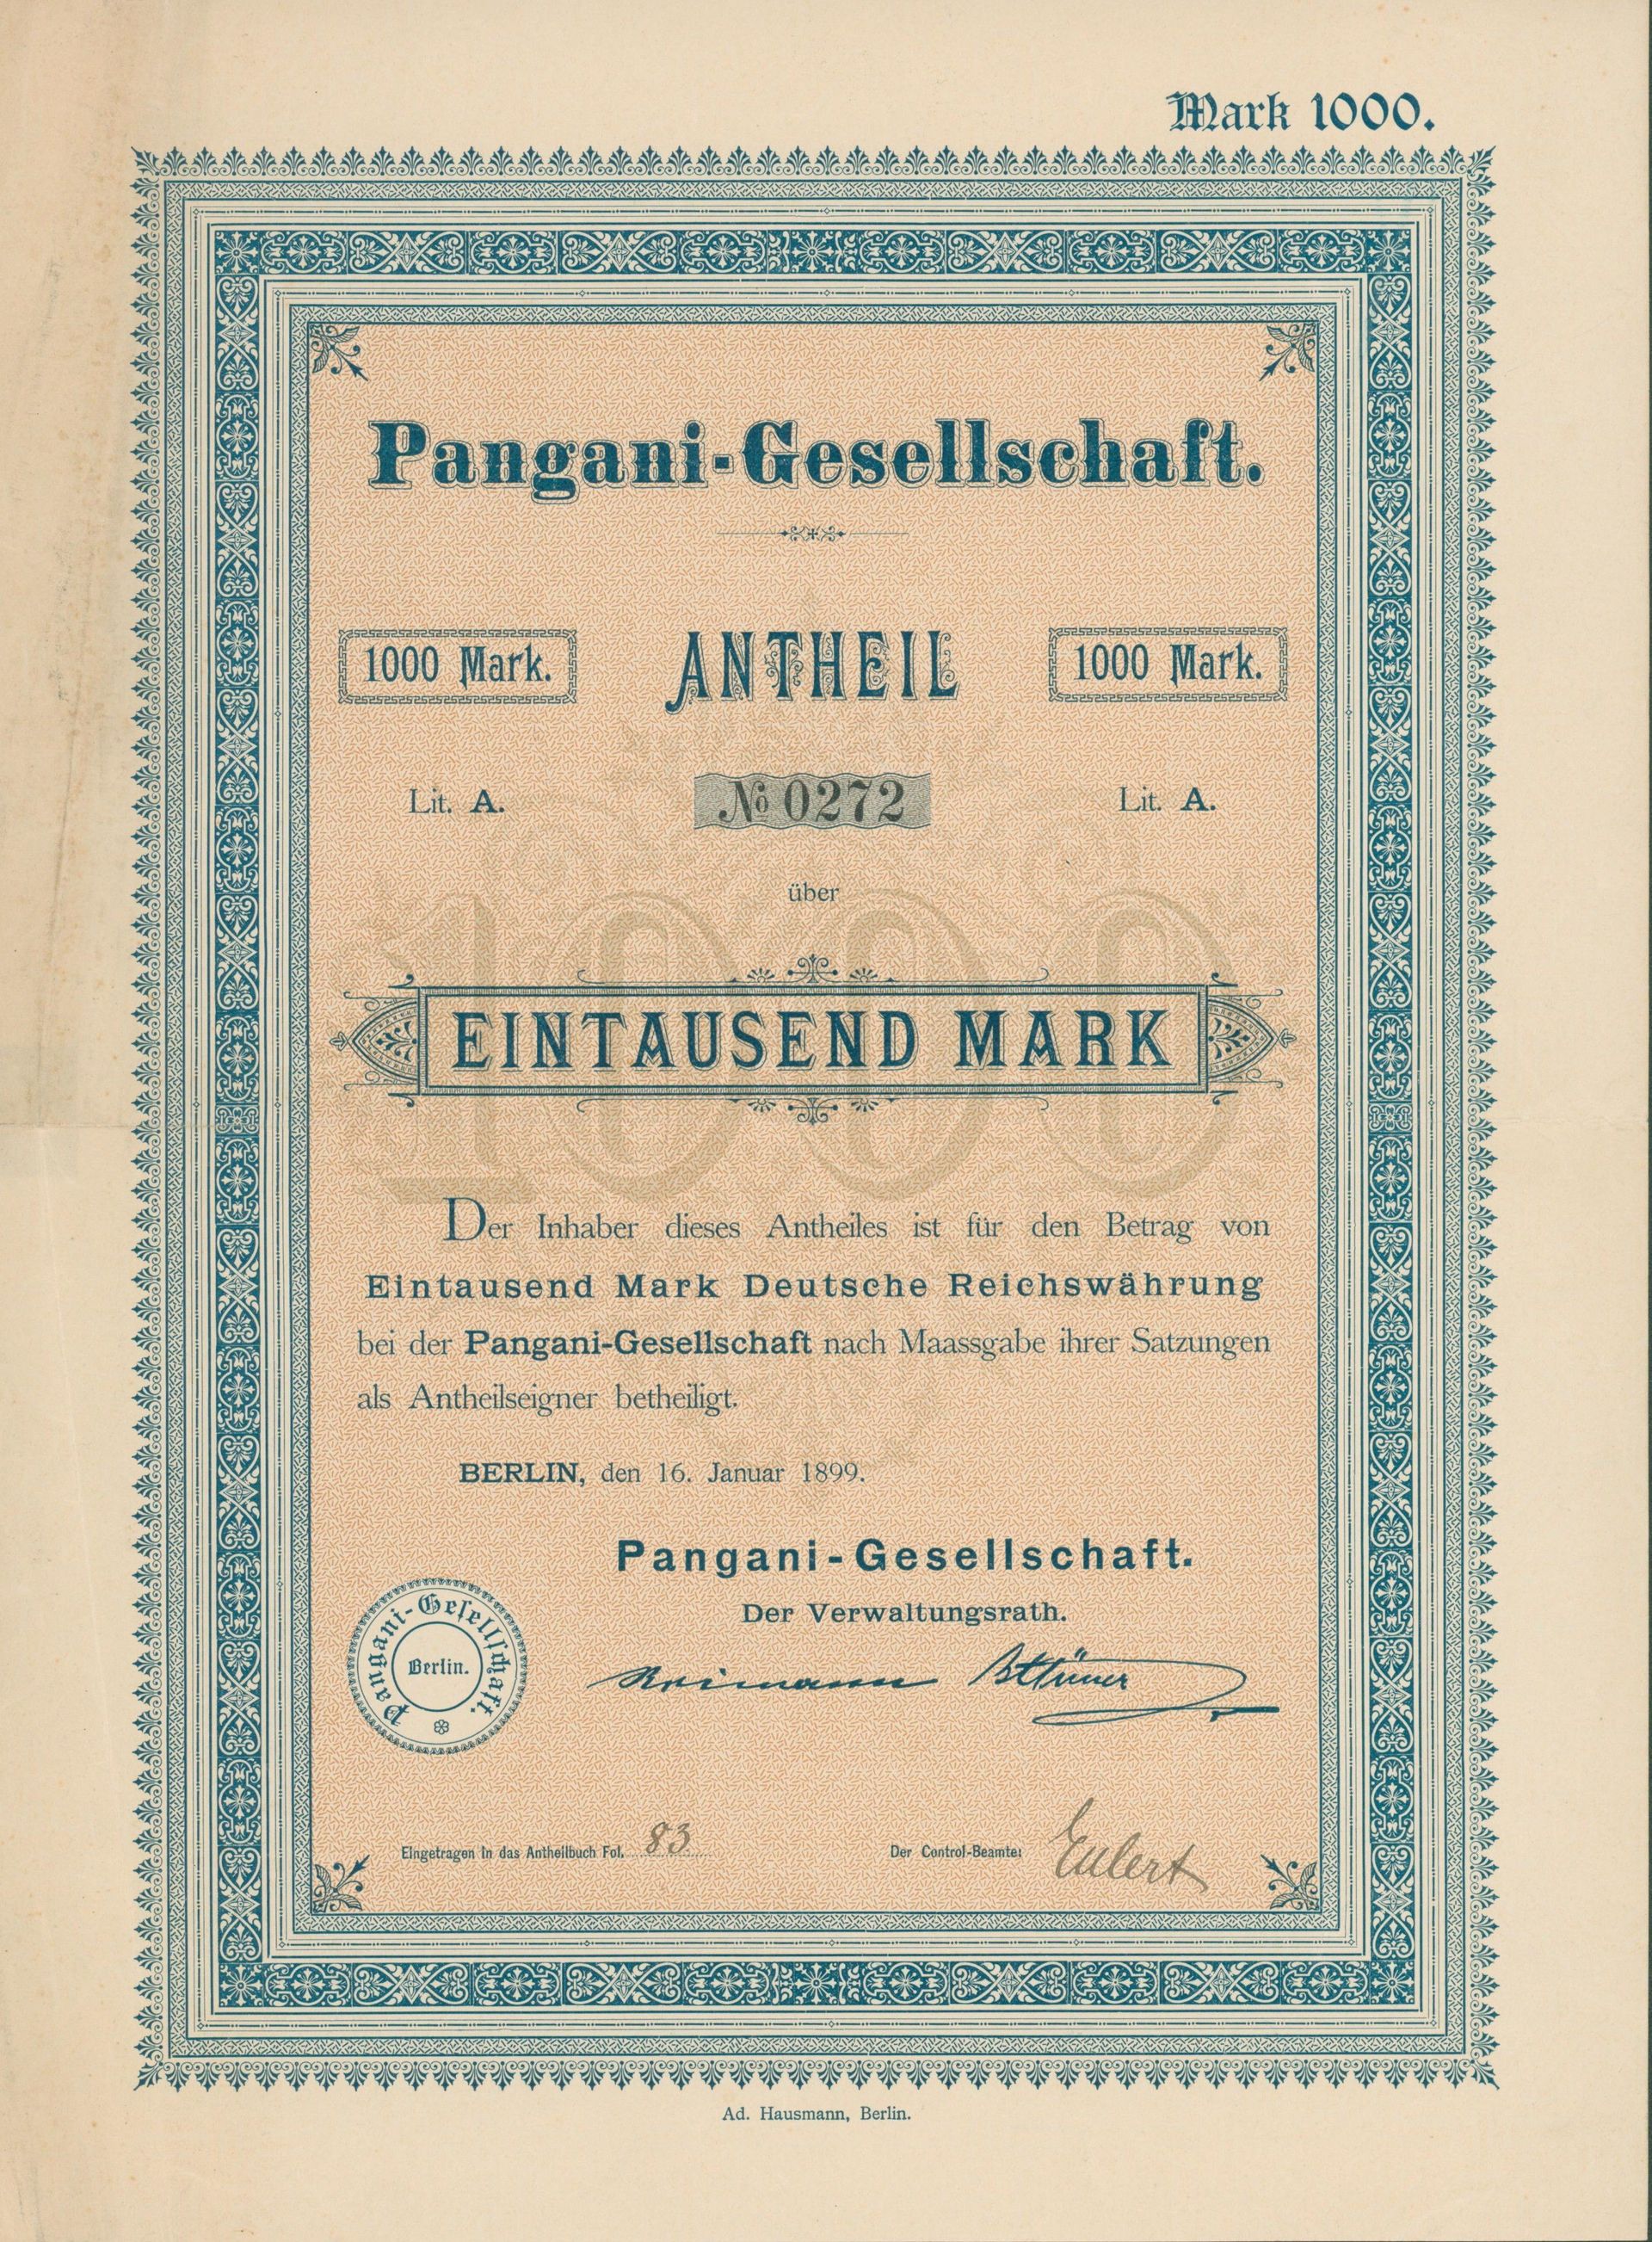 Mark 1000.
Pangani-Gesellschaft.
1000 Mark. ANTHEIL 1000 Mark.
Lit. A. № 0272 Lit. A.
über
1000
EINTAUSEND MARK
Der Inhaber dieses Antheiles ist für den Betrag von
Eintausend Mark Deutsche Reichswährung
bei der Pangani-Gesellschaft nach Maassgabe ihrer Satzungen
als Antheilseigner betheiligt.
BERLIN, den 16. Januar 1899.
Pangani-Gesellschaft.
Der Verwaltungsrath.
Pangani-Gesellschaft.
Berlin.
Eingetragen in das Antheilbuch Fol. 83
Der Control-Beamte: Eulert
Ad. Hausmann, Berlin.